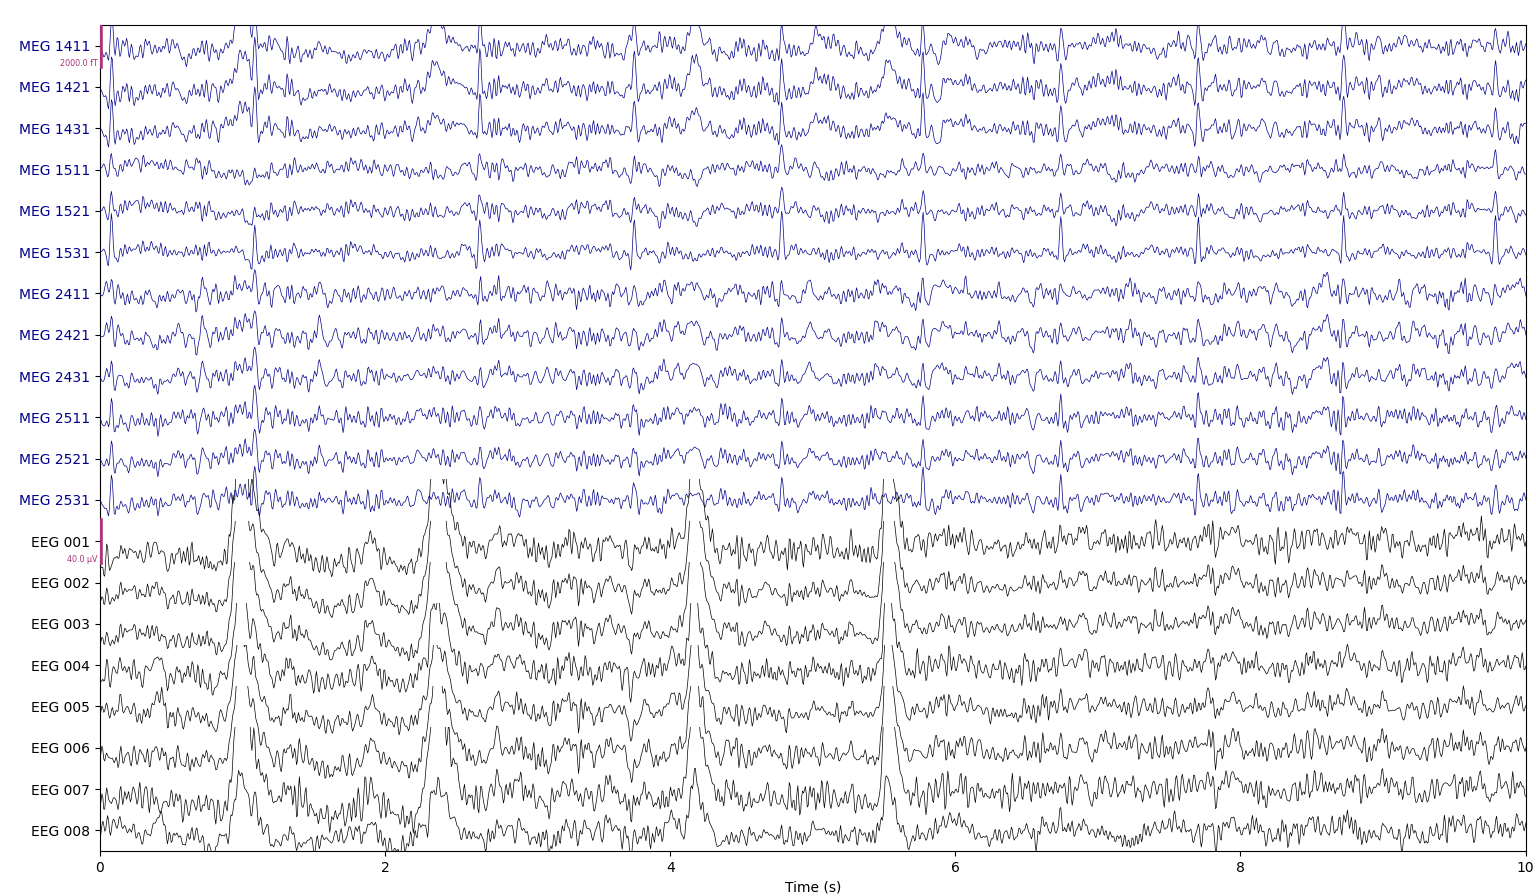 MEG 1411
2000.0 fT
MEG 1421
MEG 1431
MEG 1511
MEG 1521
MEG 1531
MEG 2411
MEG 2421
MEG 2431
MEG 2511
MEG 2521
MEG 2531
EEG 001
40.0 µV
EEG 002
EEG 003
EEG 004
EEG 005
EEG 006
EEG 007
EEG 008
0 2 4 6 8 10
Time (s)